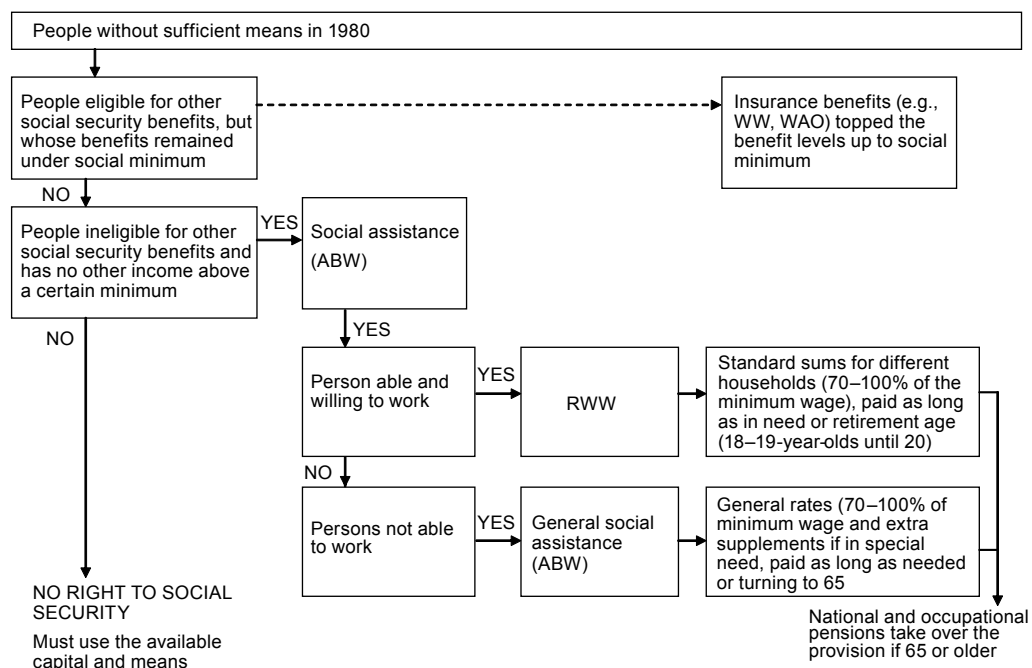 People without sufficient means in 1980
People eligible for other
social security benefits, but
whose benefits remained
under social minimum
Insurance benefits (e.g.,
WW, WAO) topped the
benefit levels up to social
minimum
NO
People ineligible for other
social security benefits and
has no other income above
a certain minimum
YES
Social assistance
(ABW)
NO
YES
Person able and
willing to work
YES
RWW
Standard sums for different
households (70–100% of the
minimum wage), paid as long
as in need or retirement age
(18–19-year-olds until 20)
NO
Persons not able
to work
YES
General social
assistance
(ABW)
General rates (70–100% of
minimum wage and extra
supplements if in special
need, paid as long as needed
or turning to 65
NO RIGHT TO SOCIAL
SECURITY
Must use the available
capital and means
National and occupational
pensions take over the
provision if 65 or older